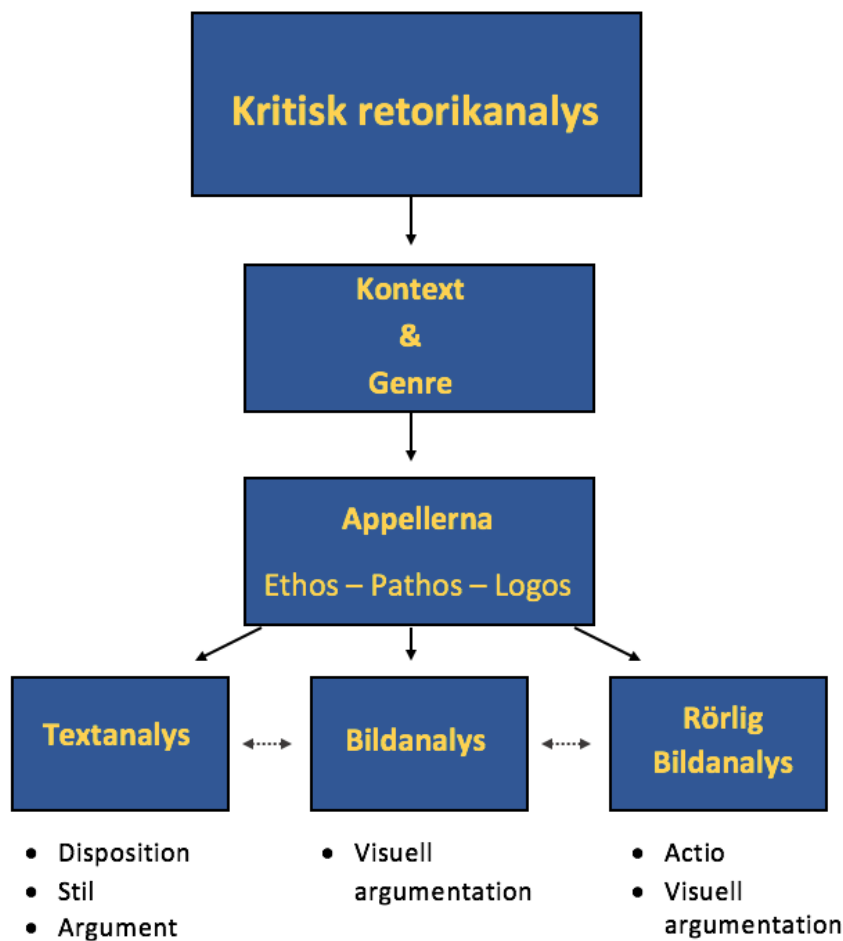 Kritisk retorikanalys
Kontext
&
Genre
Appellerna
Ethos – Pathos – Logos
Textanalys
Bildanalys
Rörlig
Bildanalys
• Disposition
• Stil
• Argument
• Visuell
argumentation
• Actio
• Visuell
argumentation